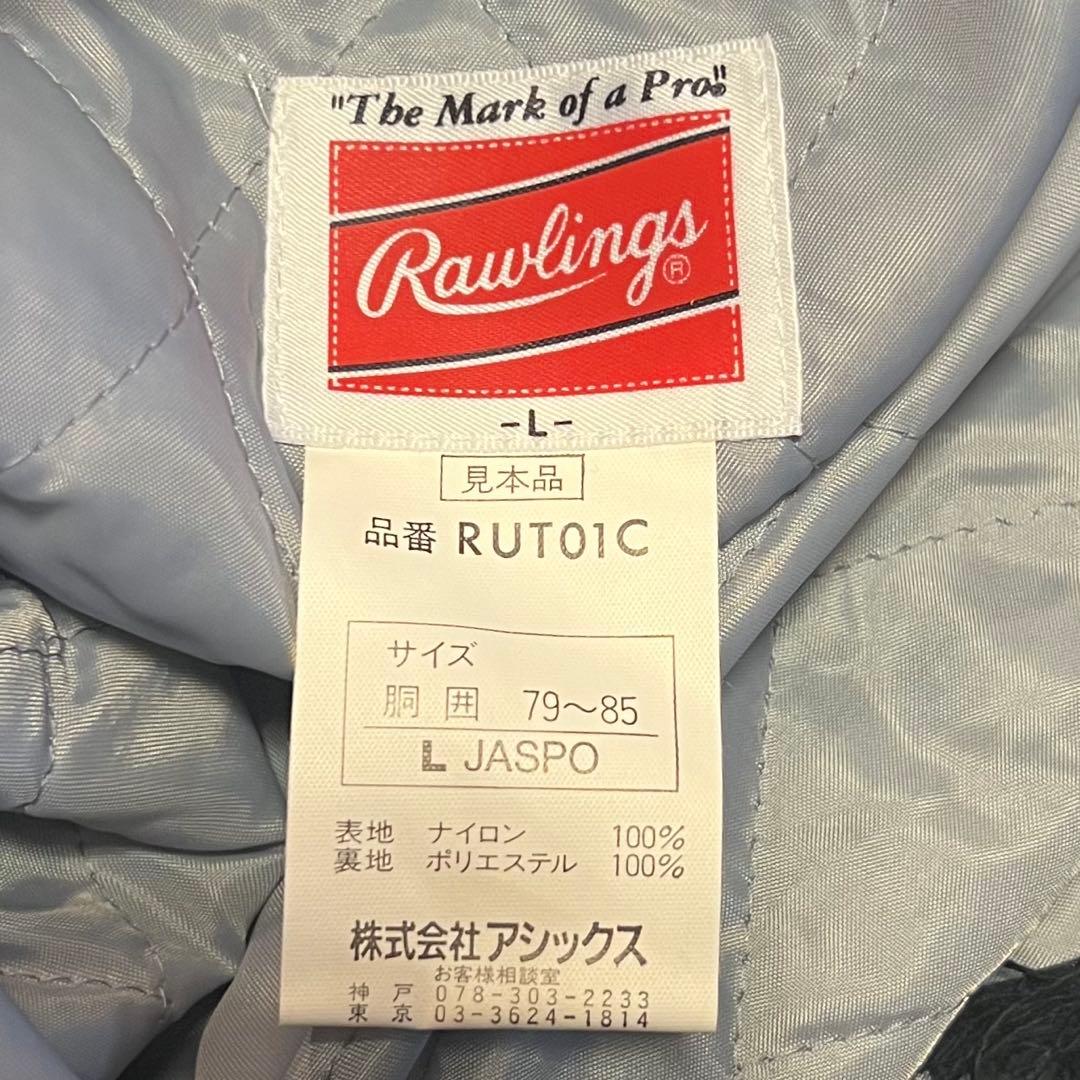 "The Mark of a Pro®"
Rawlings®
-L-
見本品
品番 RUT01C
サイズ
胴囲 79〜85
L JASPO
表地 ナイロン 100%
裏地 ポリエステル 100%
株式会社アシックス
お客様相談室
神戸 078-303-2233
東京 03-3624-1814